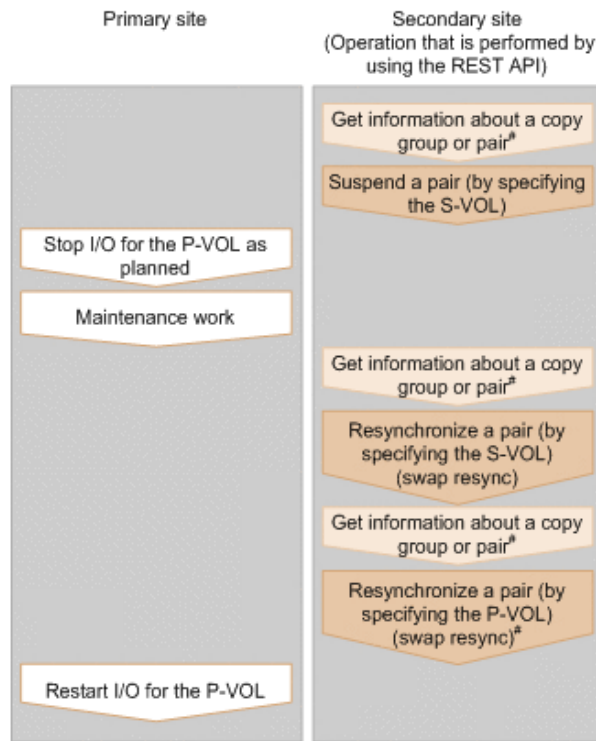 Primary site
Secondary site
(Operation that is performed by
using the REST API)
Get information about a copy
group or pair#
Suspend a pair (by specifying
the S-VOL)
Stop I/O for the P-VOL as
planned
Maintenance work
Get information about a copy
group or pair#
Resynchronize a pair (by
specifying the S-VOL)
(swap resync)
Get information about a copy
group or pair#
Resynchronize a pair (by
specifying the P-VOL)
(swap resync)#
Restart I/O for the P-VOL